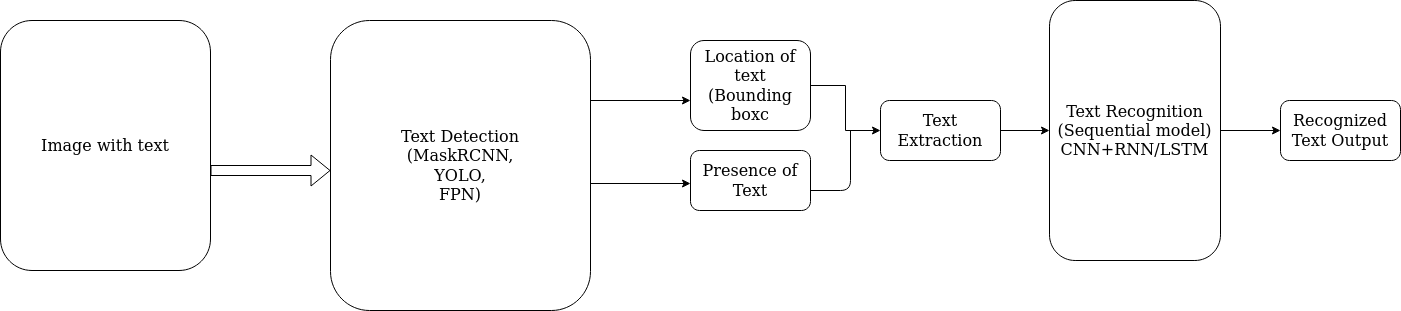 Image with text
Text Detection
(MaskRCNN,
YOLO,
FPN)
Location of
text
(Bounding
boxc
Presence of
Text
Text
Extraction
Text Recognition
(Sequential model)
CNN+RNN/LSTM
Recognized
Text Output